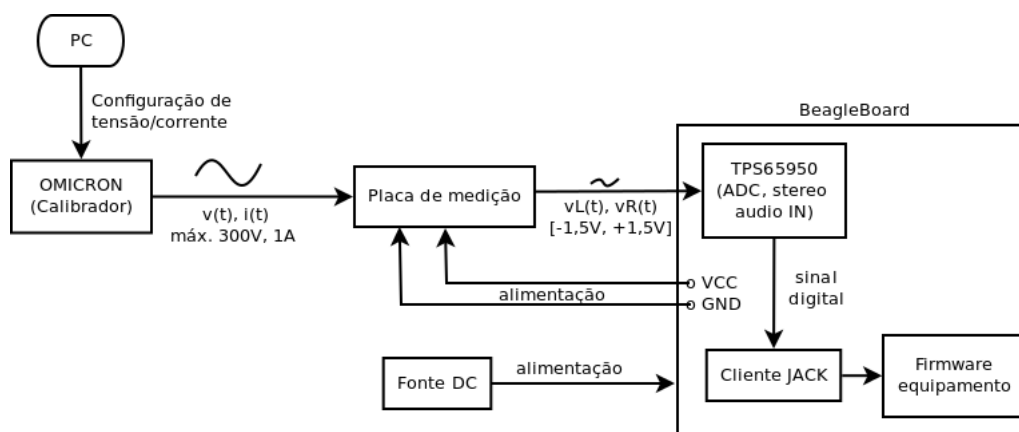 PC
Configuração de
tensão/corrente
OMICRON
(Calibrador)
v(t), i(t)
máx. 300V, 1A
Placa de medição
vL(t), vR(t)
[-1,5V, +1,5V]
BeagleBoard
TPS65950
(ADC, stereo
audio IN)
VCC
GND
alimentação
sinal
digital
Fonte DC
alimentação
Cliente JACK
Firmware
equipamento